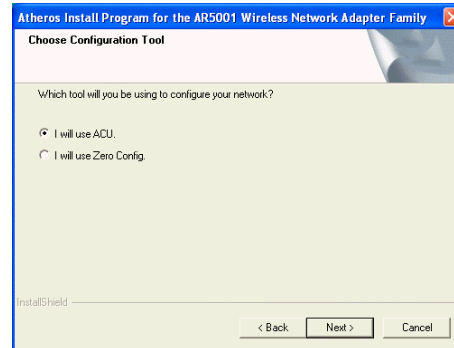 Atheros Install Program for the AR5001 Wireless Network Adapter Family
Choose Configuration Tool
Which tool will you be using to configure your network?
I will use ACU.
I will use Zero Config.
InstallShield
< Back Next > Cancel